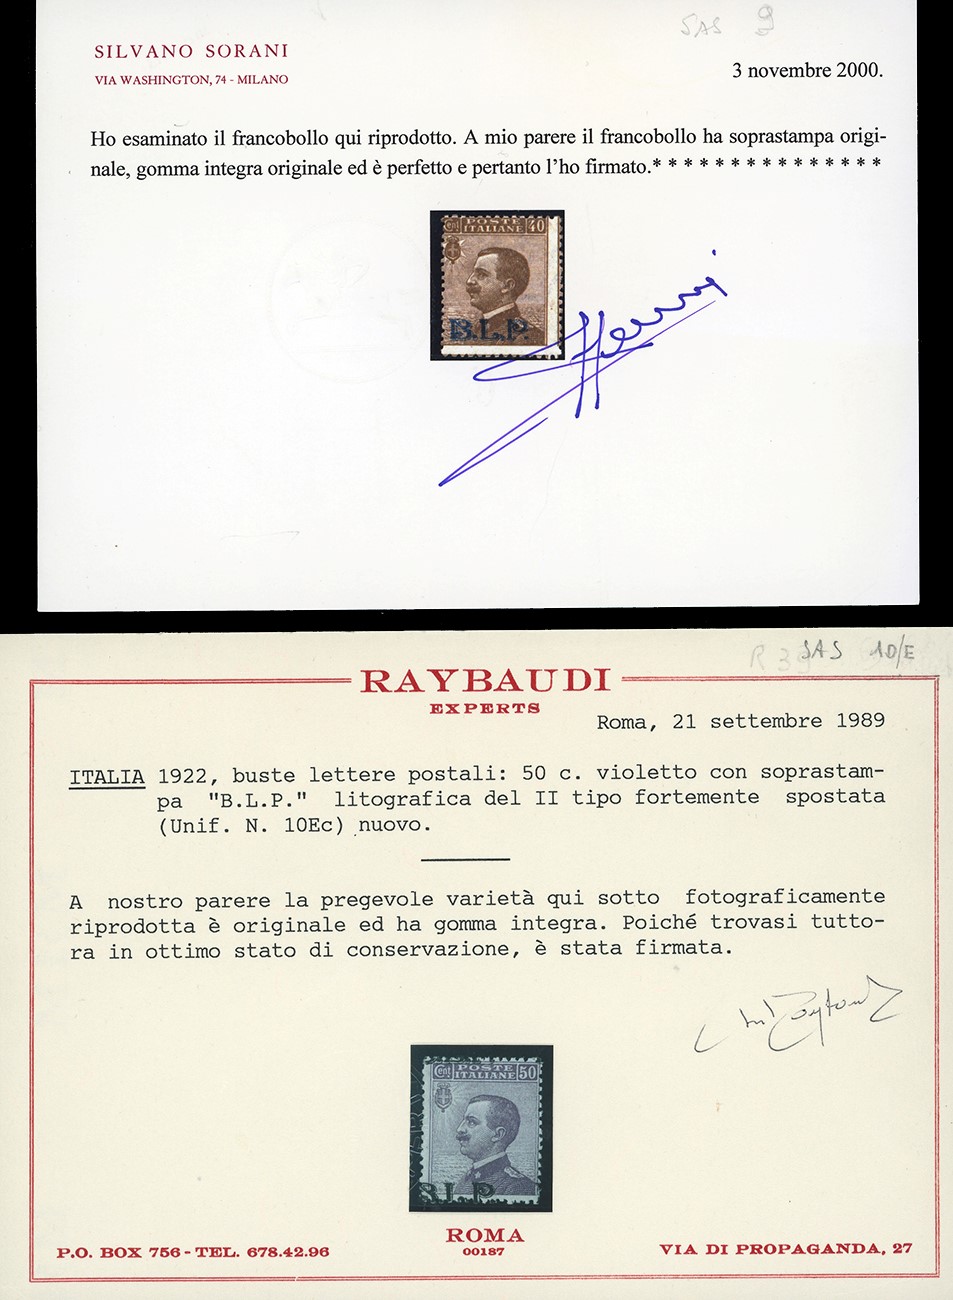 SAS 9
SILVANO SORANI
VIA WASHINGTON, 74 - MILANO
3 novembre 2000.
Ho esaminato il francobollo qui riprodotto. A mio parere il francobollo ha soprastampa origi-
nale, gomma integra originale ed è perfetto e pertanto l'ho firmato.* * * * * * * * * * * * * * *
Cent POSTE ITALIANE 40
B.L.P.
SAS 10/E
RAYBAUDI
EXPERTS
Roma, 21 settembre 1989
ITALIA 1922, buste lettere postali: 50 c. violetto con soprastam-
pa "B.L.P." litografica del II tipo fortemente spostata
(Unif. N. 10Ec) nuovo.
A nostro parere la pregevole varietà qui sotto fotograficamente
riprodotta è originale ed ha gomma integra. Poiché trovasi tutto-
ra in ottimo stato di conservazione, è stata firmata.
Cent POSTE ITALIANE 50
B.L.P.
ROMA
00187
P.O. BOX 756 - TEL. 678.42.96
VIA DI PROPAGANDA, 27